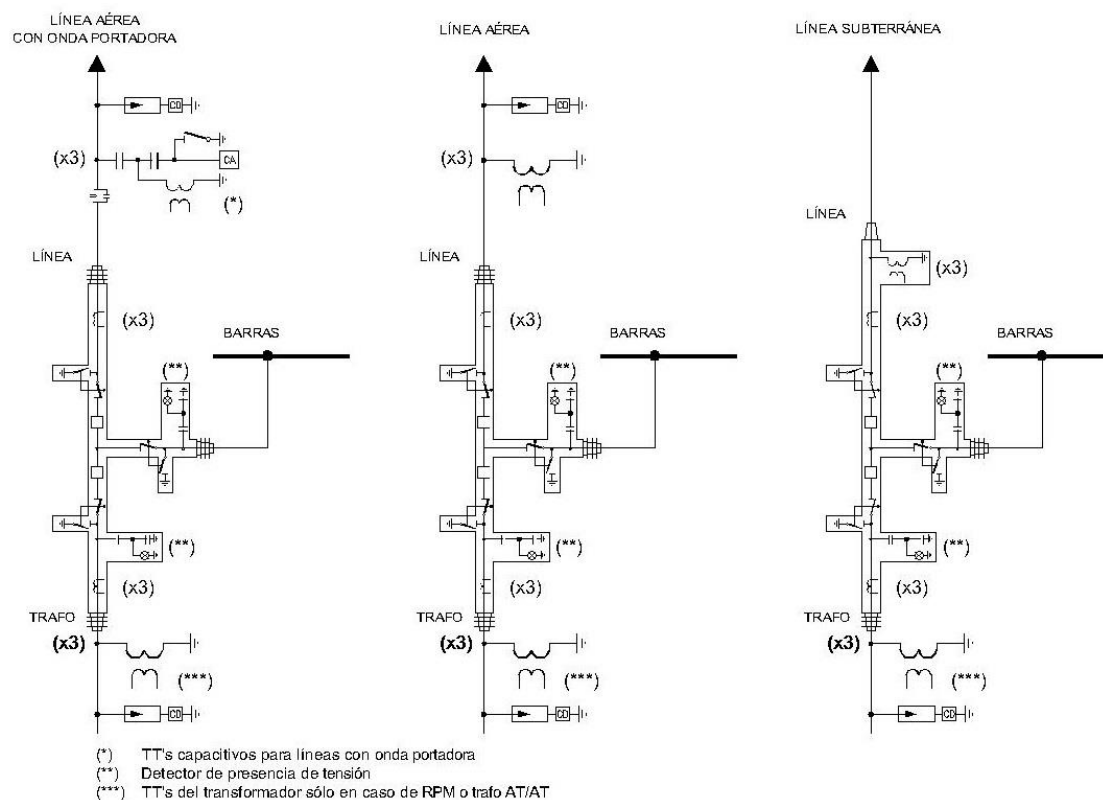 LÍNEA AÉREA
CON ONDA PORTADORA
CD
(x3)
CA
(*)
LÍNEA
(x3)
BARRAS
(**)
(**)
(x3)
TRAFO
(x3)
(***)
CD
LÍNEA AÉREA
CD
(x3)
LÍNEA
(x3)
BARRAS
(**)
(**)
(x3)
TRAFO
(x3)
(***)
CD
LÍNEA SUBTERRÁNEA
LÍNEA
(x3)
(x3)
BARRAS
(**)
(**)
(x3)
TRAFO
(x3)
(***)
CD
(*) TT's capacitivos para líneas con onda portadora
(**) Detector de presencia de tensión
(***) TT's del transformador sólo en caso de RPM o trafo AT/AT